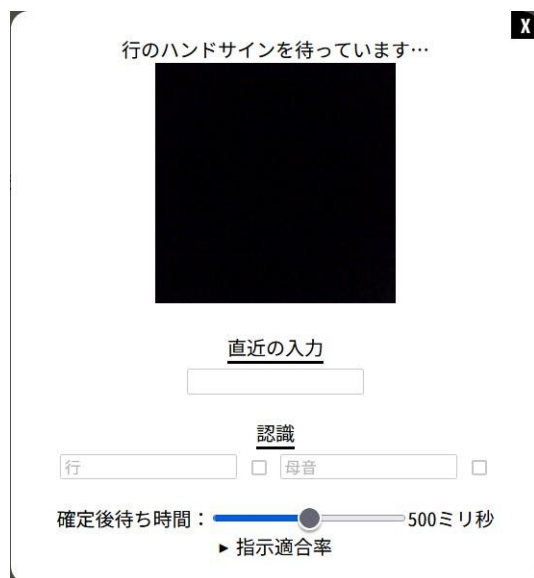 X
行のハンドサインを待っています…
直近の入力
認識
行 母音
確定後待ち時間： 500ミリ秒
▸ 指示適合率